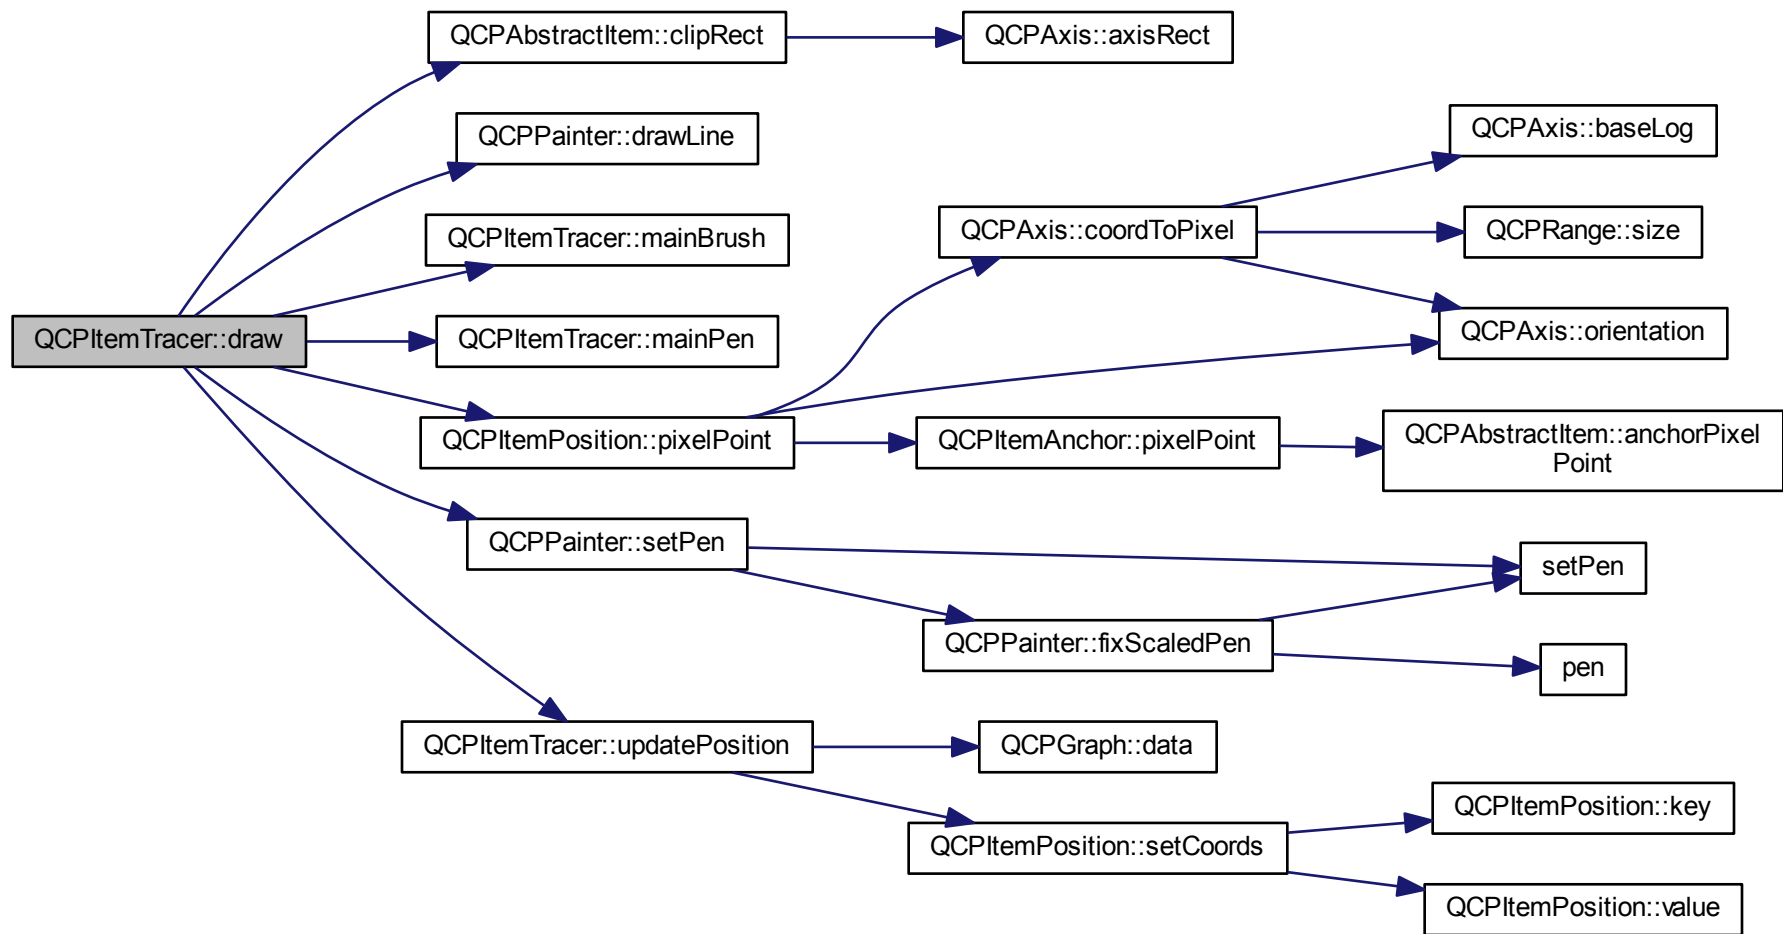 QCPAbstractItem::clipRect
QCPAxis::axisRect
QCPPainter::drawLine
QCPAxis::baseLog
QCPItemTracer::mainBrush
QCPAxis::coordToPixel
QCPRange::size
QCPItemTracer::draw
QCPItemTracer::mainPen
QCPAxis::orientation
QCPItemPosition::pixelPoint
QCPItemAnchor::pixelPoint
QCPAbstractItem::anchorPixel
Point
QCPPainter::setPen
setPen
QCPPainter::fixScaledPen
pen
QCPItemTracer::updatePosition
QCPGraph::data
QCPItemPosition::key
QCPItemPosition::setCoords
QCPItemPosition::value